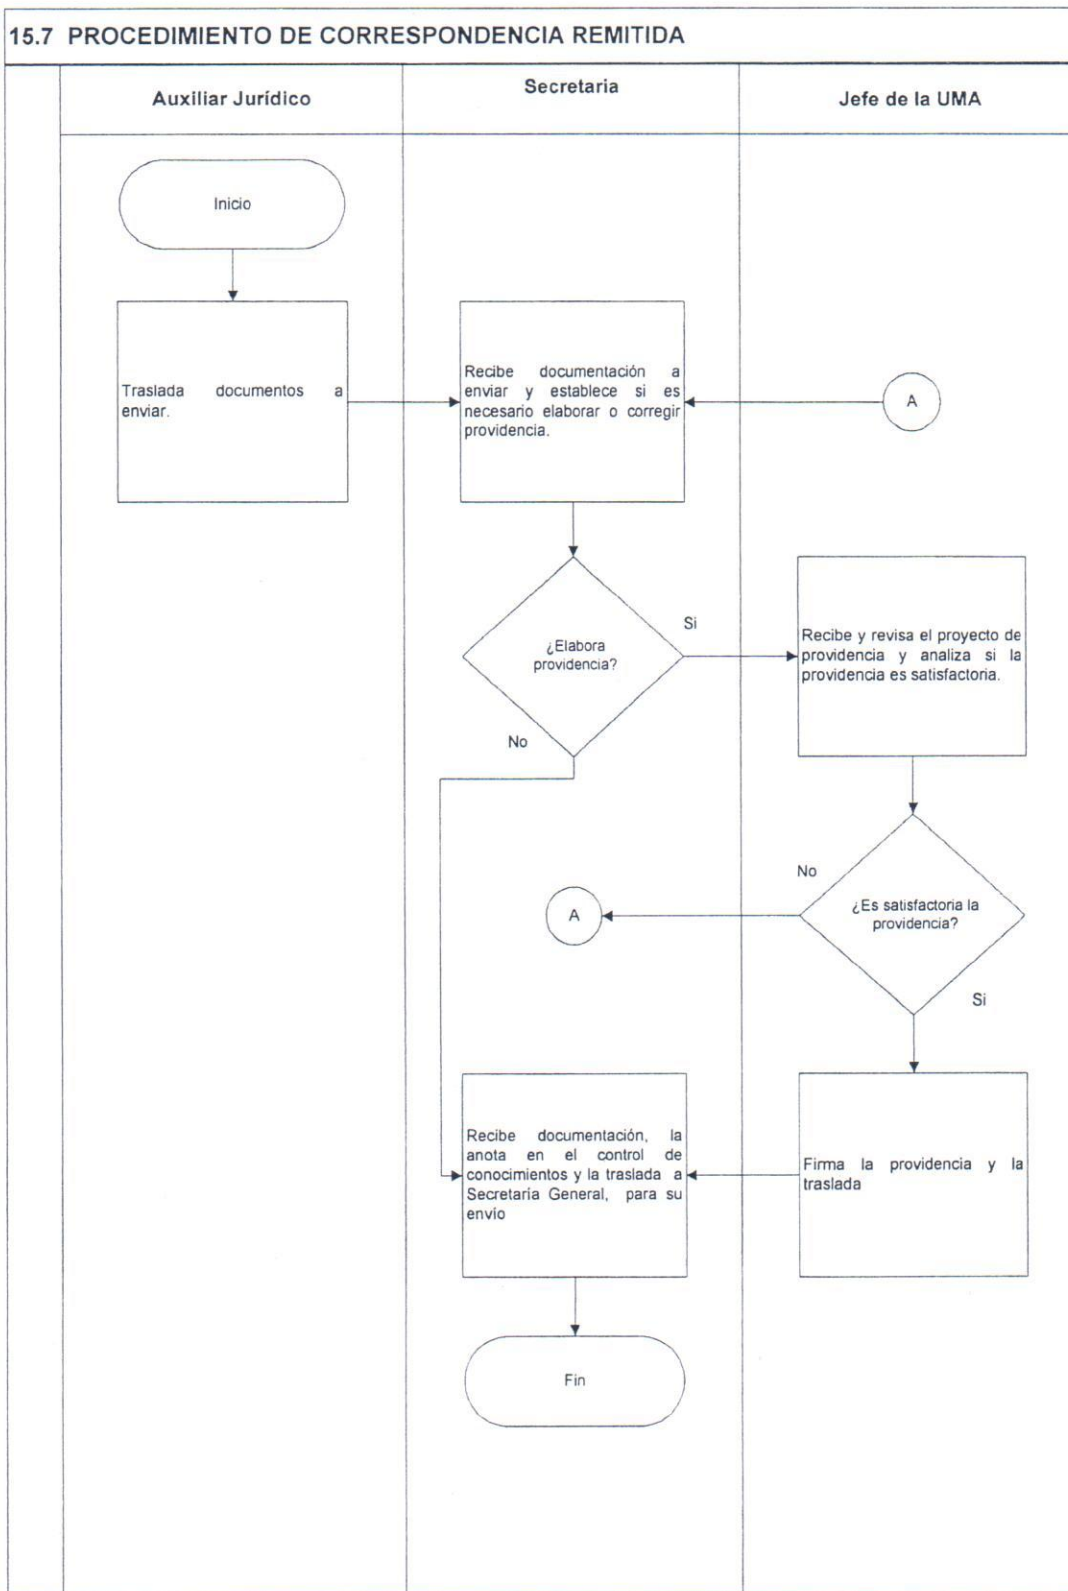 15.7 PROCEDIMIENTO DE CORRESPONDENCIA REMITIDA
Auxiliar Jurídico
Secretaria
Jefe de la UMA
Inicio
Traslada documentos a
enviar.
Recibe documentación a
enviar y establece si es
necesario elaborar o corregir
providencia.
A
¿Elabora
providencia?
Si
No
Recibe y revisa el proyecto de
providencia y analiza si la
providencia es satisfactoria.
No
¿Es satisfactoria la
providencia?
A
Si
Recibe documentación, la
anota en el control de
conocimientos y la traslada a
Secretaría General, para su
envío
Firma la providencia y la
traslada
Fin